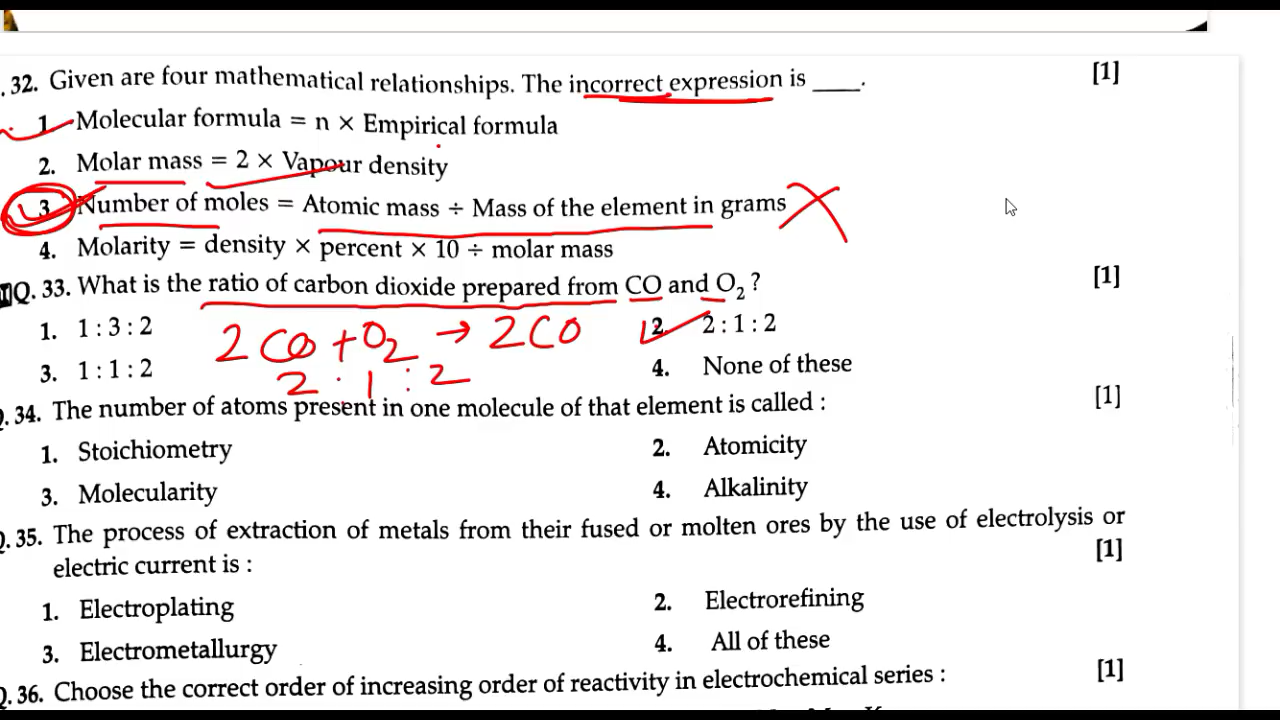 . 32. Given are four mathematical relationships. The incorrect expression is ____. [1]
1. Molecular formula = n × Empirical formula
2. Molar mass = 2 × Vapour density
3. Number of moles = Atomic mass ÷ Mass of the element in grams
4. Molarity = density × percent × 10 ÷ molar mass
Q. 33. What is the ratio of carbon dioxide prepared from CO and O₂ ? [1]
1. 1 : 3 : 2 2. 2 : 1 : 2
2 CO + O₂ → 2 CO
3. 1 : 1 : 2 4. None of these
2 : 1 : 2
Q. 34. The number of atoms present in one molecule of that element is called : [1]
1. Stoichiometry 2. Atomicity
3. Molecularity 4. Alkalinity
Q. 35. The process of extraction of metals from their fused or molten ores by the use of electrolysis or
electric current is : [1]
1. Electroplating 2. Electrorefining
3. Electrometallurgy 4. All of these
Q. 36. Choose the correct order of increasing order of reactivity in electrochemical series : [1]